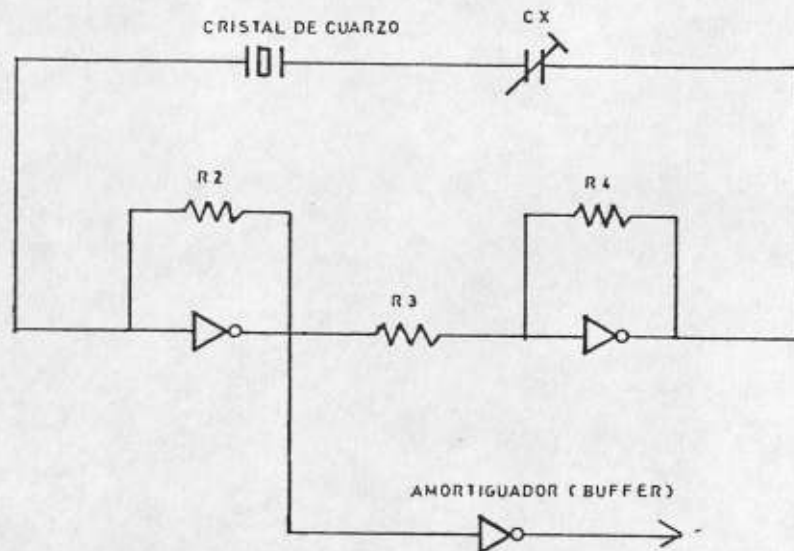 CRISTAL DE CUARZO
CX
R2
R4
R3
AMORTIGUADOR (BUFFER)